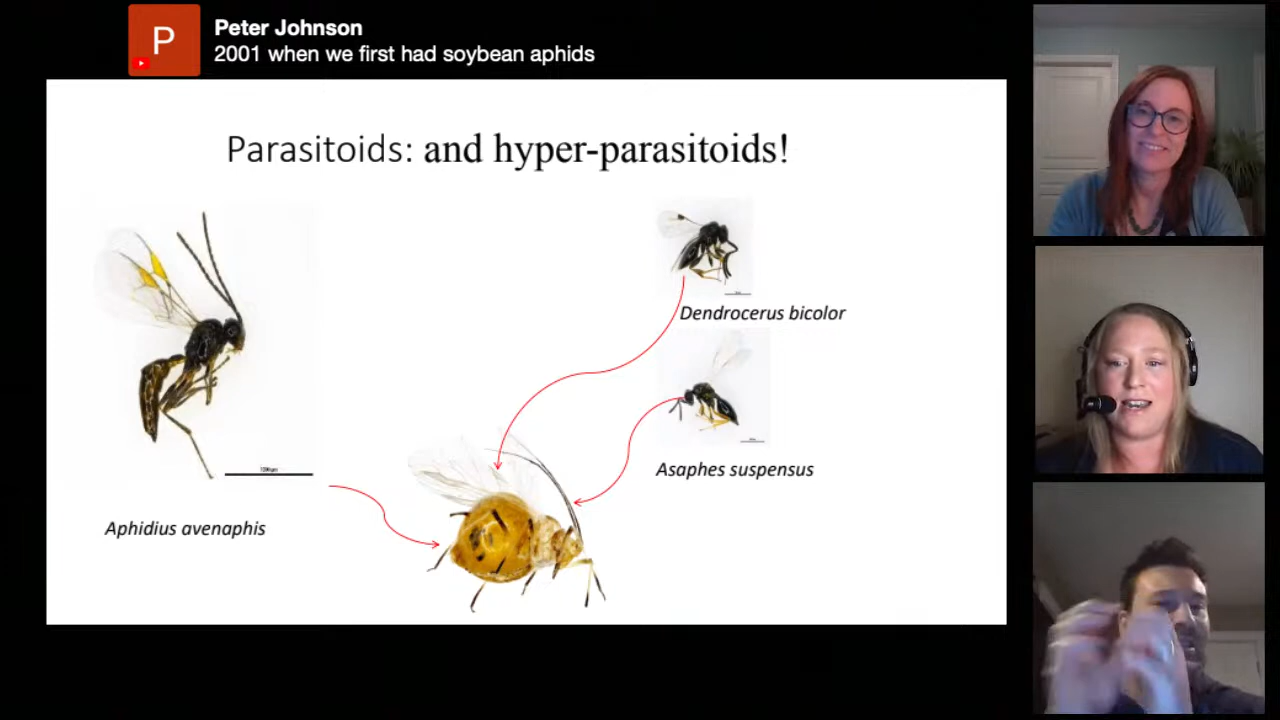 P
Peter Johnson
2001 when we first had soybean aphids
Parasitoids: and hyper-parasitoids!
Dendrocerus bicolor
Asaphes suspensus
Aphidius avenaphis